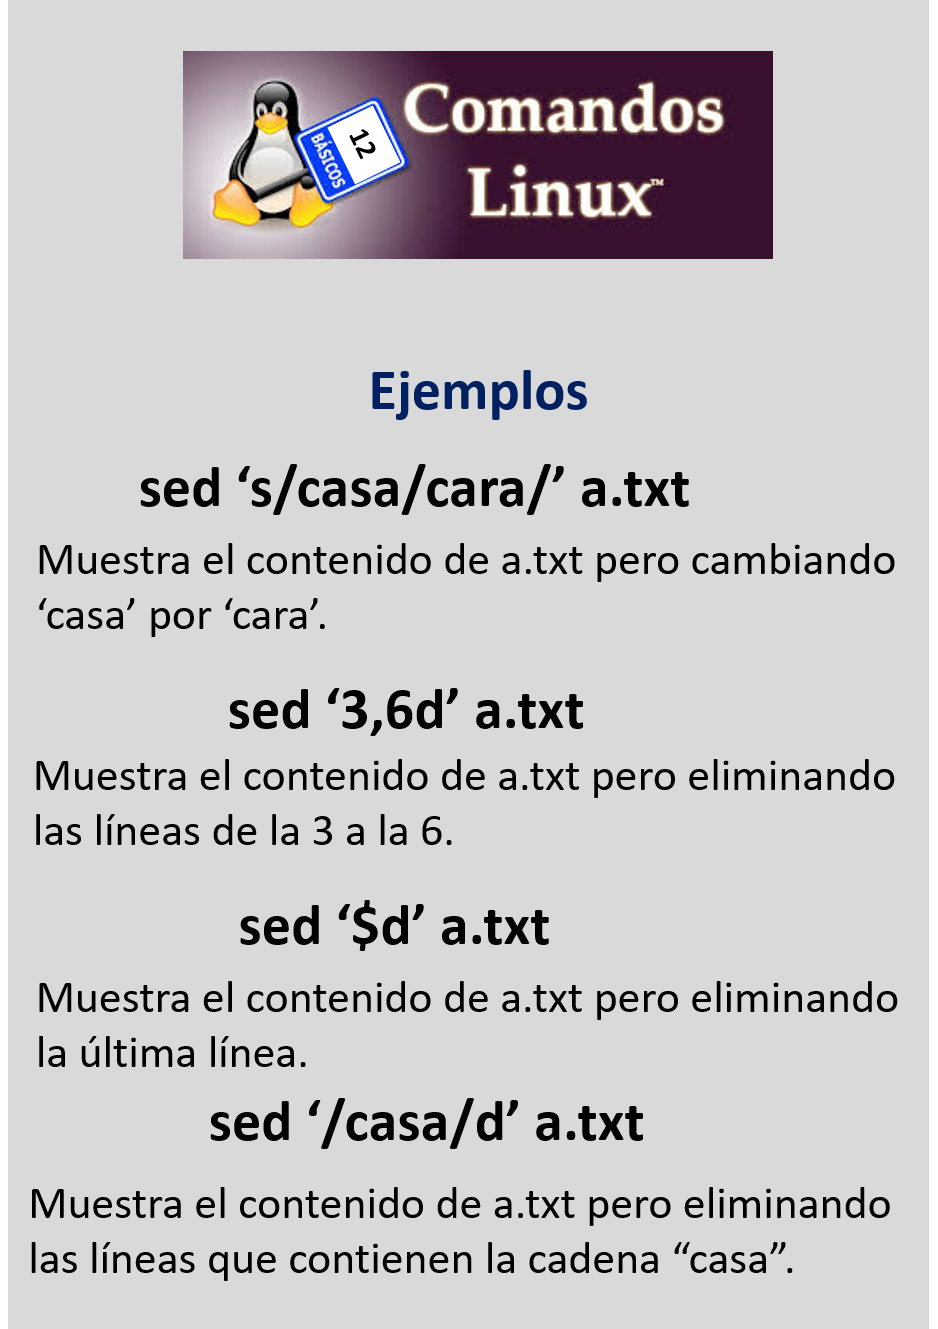 12
BÁSICOS
Comandos
Linux™
Ejemplos
sed ‘s/casa/cara/’ a.txt
Muestra el contenido de a.txt pero cambiando
‘casa’ por ‘cara’.
sed ‘3,6d’ a.txt
Muestra el contenido de a.txt pero eliminando
las líneas de la 3 a la 6.
sed ‘$d’ a.txt
Muestra el contenido de a.txt pero eliminando
la última línea.
sed ‘/casa/d’ a.txt
Muestra el contenido de a.txt pero eliminando
las líneas que contienen la cadena “casa”.